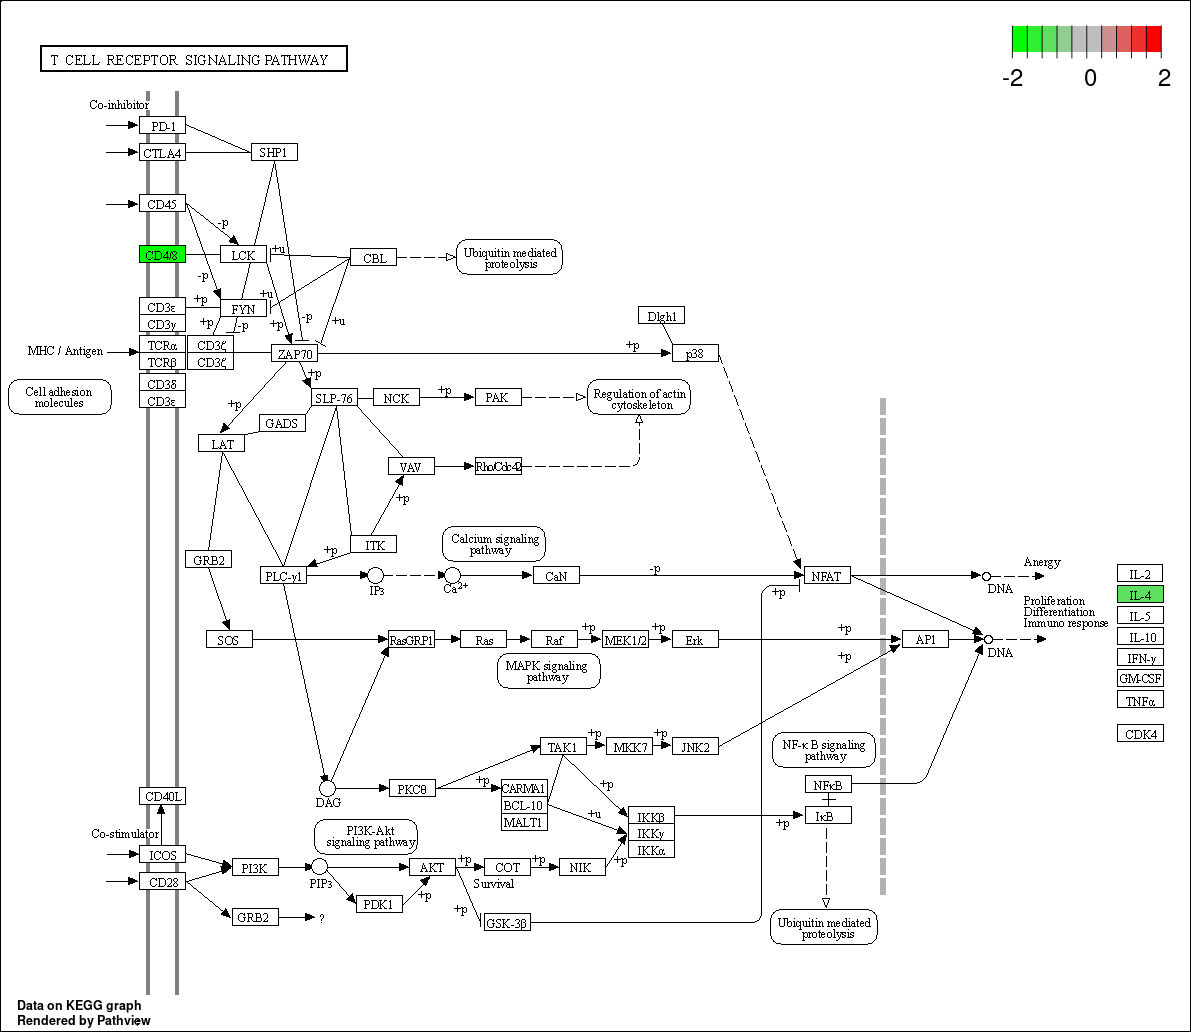 T CELL RECEPTOR SIGNALING PATHWAY
-2 0 2
Co-inhibitor
PD-1
CTLA4
SHP1
CD45
-p
CD4/8
LCK
+u
CBL
Ubiquitin mediated
proteolysis
-p
+u
CD3ε
+p
FYN
CD3γ
+p
-p
+p
-p
+u
Dlgh1
MHC / Antigen
TCRα
CD3ζ
TCRβ
CD3ζ
ZAP70
+p
p38
Cell adhesion
molecules
CD3δ
CD3ε
+p
+p
SLP-76
NCK
+p
PAK
Regulation of actin
cytoskeleton
GADS
LAT
VAV
Rho/Cdc42
+p
ITK
+p
Calcium signaling
pathway
GRB2
PLC-γ1
IP3
Ca2+
CaN
-p
NFAT
+p
DNA
Anergy
Proliferation
Differentiation
Immuno response
IL-2
IL-4
IL-5
IL-10
IFN-γ
GM-CSF
TNFα
CDK4
SOS
RasGRP1
Ras
Raf
+p
MEK1/2
+p
Erk
+p
+p
AP1
DNA
MAPK signaling
pathway
TAK1
+p
MKK7
+p
JNK2
NF-κB signaling
pathway
DAG
PKCθ
+p
CARMA1
BCL-10
MALT1
+p
+u
IKKβ
IKKγ
IKKα
+p
NFκB
IκB
CD40L
Co-stimulator
PI3K-Akt
signaling pathway
ICOS
CD28
PI3K
PIP3
AKT
+p
COT
+p
NIK
+p
Survival
PDK1
+p
+p
GSK-3β
GRB2
?
Ubiquitin mediated
proteolysis
Data on KEGG graph
Rendered by Pathview